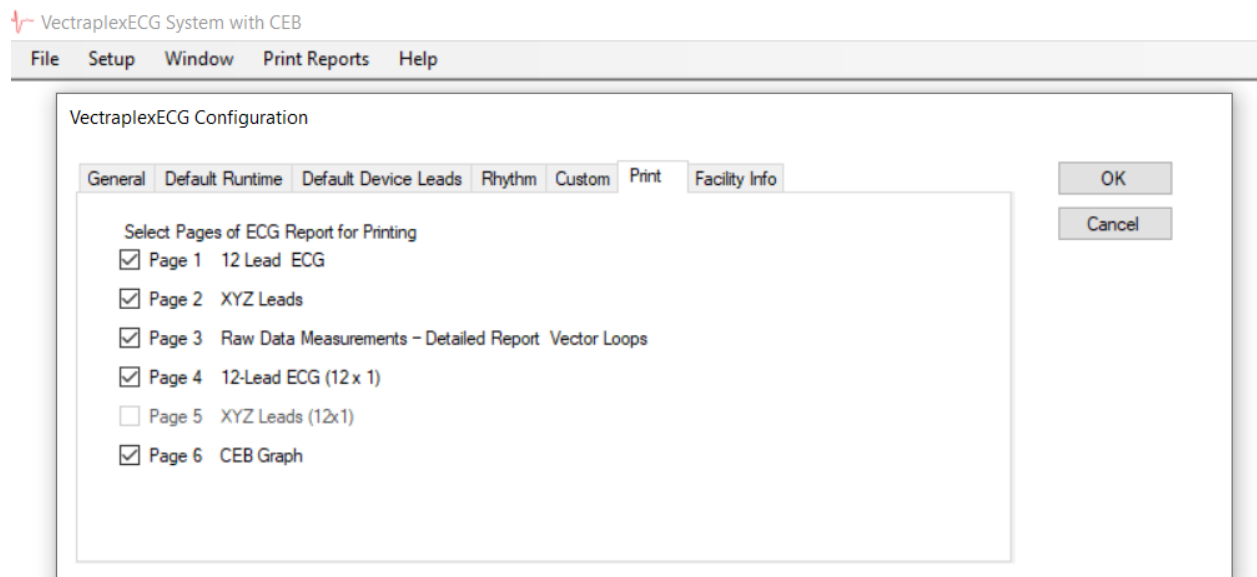 VectraplexECG System with CEB
File Setup Window Print Reports Help
VectraplexECG Configuration
General Default Runtime Default Device Leads Rhythm Custom Print Facility Info
OK
Cancel
Select Pages of ECG Report for Printing
Page 1 12 Lead ECG
Page 2 XYZ Leads
Page 3 Raw Data Measurements – Detailed Report Vector Loops
Page 4 12-Lead ECG (12 x 1)
Page 5 XYZ Leads (12x1)
Page 6 CEB Graph